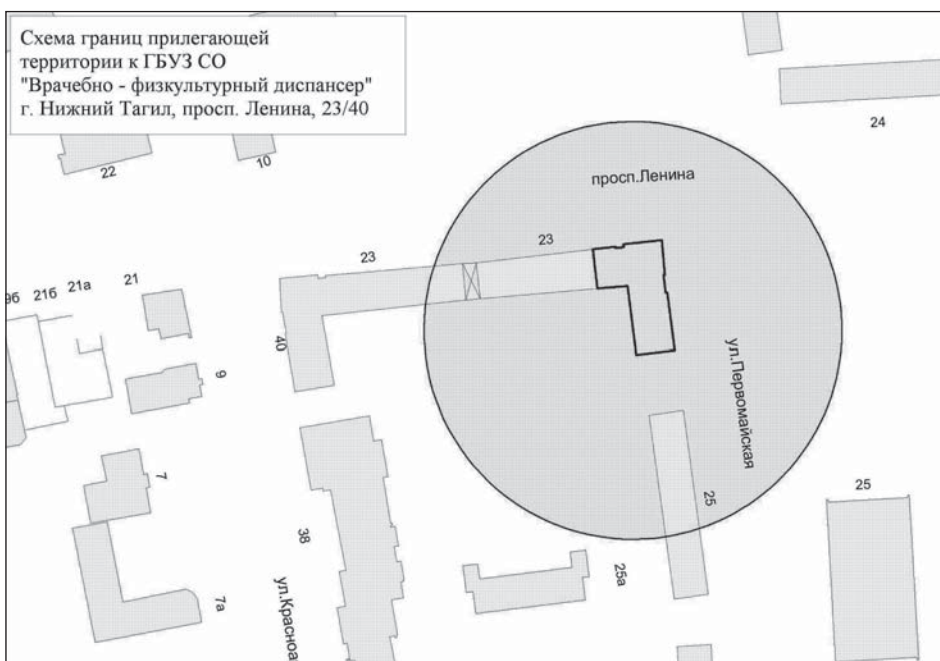 Схема границ прилегающей
территории к ГБУЗ СО
"Врачебно - физкультурный диспансер"
г. Нижний Тагил, просп. Ленина, 23/40
24
22
10
просп.Ленина
23
23
9б
21б
21а
21
40
9
ул.Первомайская
7
25
25
38
25а
7а
ул.Красноа